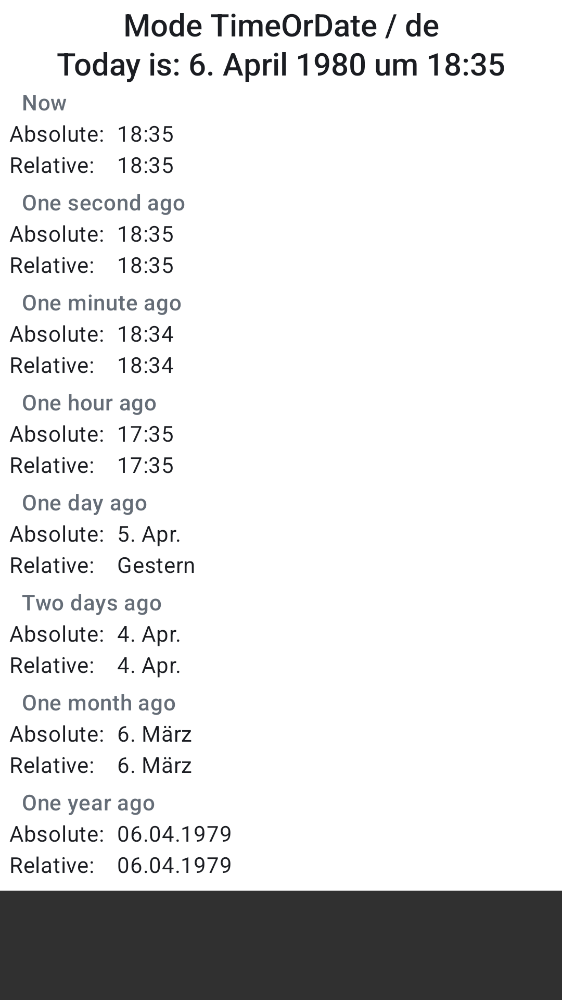 Mode TimeOrDate / de
Today is: 6. April 1980 um 18:35
Now
Absolute: 18:35
Relative: 18:35
One second ago
Absolute: 18:35
Relative: 18:35
One minute ago
Absolute: 18:34
Relative: 18:34
One hour ago
Absolute: 17:35
Relative: 17:35
One day ago
Absolute: 5. Apr.
Relative: Gestern
Two days ago
Absolute: 4. Apr.
Relative: 4. Apr.
One month ago
Absolute: 6. März
Relative: 6. März
One year ago
Absolute: 06.04.1979
Relative: 06.04.1979